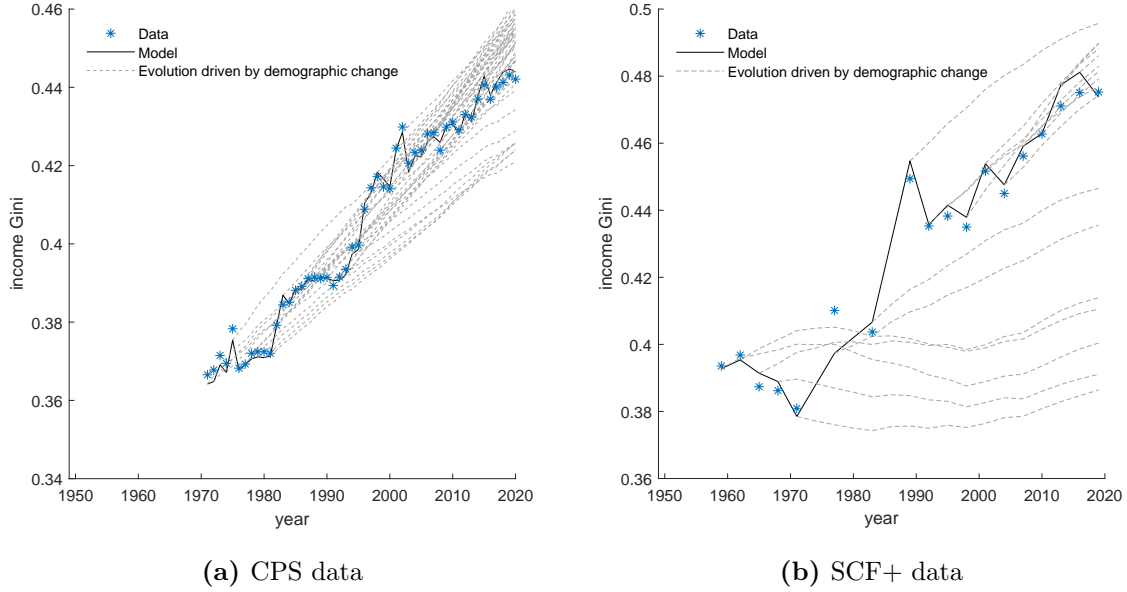 0.46
0.44
0.42
0.4
0.38
0.36
0.34
income Gini
Data
Model
Evolution driven by demographic change
1950 1960 1970 1980 1990 2000 2010 2020
year
(a) CPS data
0.5
0.48
0.46
0.44
0.42
0.4
0.38
0.36
income Gini
Data
Model
Evolution driven by demographic change
1950 1960 1970 1980 1990 2000 2010 2020
year
(b) SCF+ data